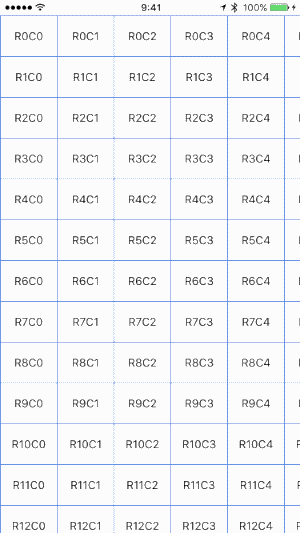 9:41 100%
R0C0 R0C1 R0C2 R0C3 R0C4
R1C0 R1C1 R1C2 R1C3 R1C4
R2C0 R2C1 R2C2 R2C3 R2C4
R3C0 R3C1 R3C2 R3C3 R3C4
R4C0 R4C1 R4C2 R4C3 R4C4
R5C0 R5C1 R5C2 R5C3 R5C4
R6C0 R6C1 R6C2 R6C3 R6C4
R7C0 R7C1 R7C2 R7C3 R7C4
R8C0 R8C1 R8C2 R8C3 R8C4
R9C0 R9C1 R9C2 R9C3 R9C4
R10C0 R10C1 R10C2 R10C3 R10C4
R11C0 R11C1 R11C2 R11C3 R11C4
R12C0 R12C1 R12C2 R12C3 R12C4